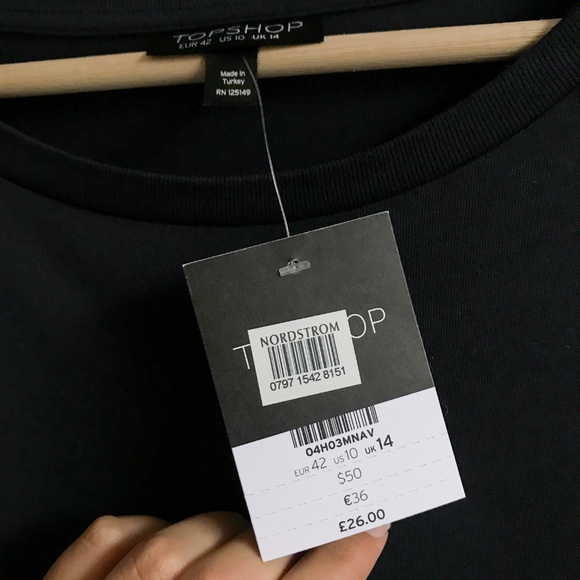 TOPSHOP
EUR 42 US 10 UK 14
Made in
Turkey
RN 125149
T OP
NORDSTROM
0797 1542 8151
04H03MNAV
EUR 42 US 10 UK 14
$50
€36
£26.00